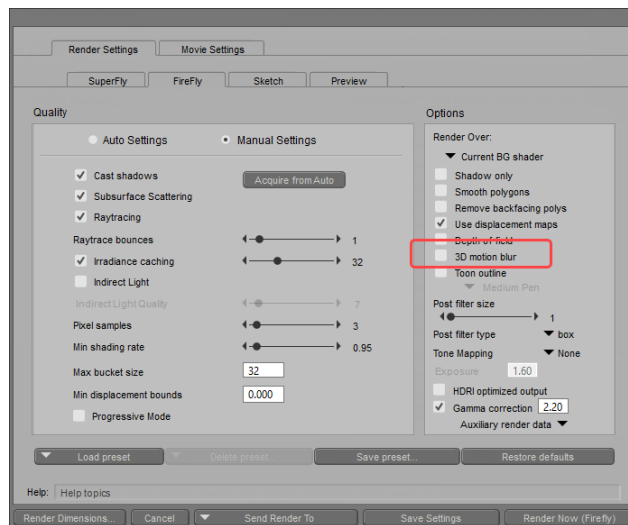 Render Settings Movie Settings
SuperFly FireFly Sketch Preview
Quality
Auto Settings Manual Settings
Cast shadows
Acquire from Auto
Subsurface Scattering
Raytracing
Raytrace bounces 1
Irradiance caching 32
Indirect Light
Indirect Light Quality 7
Pixel samples 3
Min shading rate 0.95
Max bucket size 32
Min displacement bounds 0.000
Progressive Mode
Options
Render Over:
Current BG shader
Shadow only
Smooth polygons
Remove backfacing polys
Use displacement maps
Depth of field
3D motion blur
Toon outline
Medium Pen
Post filter size
1
Post filter type box
Tone Mapping None
Exposure 1.60
HDRI optimized output
Gamma correction 2.20
Auxiliary render data
Load preset Delete preset... Save preset... Restore defaults
Help: Help topics
Render Dimensions... Cancel Send Render To Save Settings Render Now (Firefly)